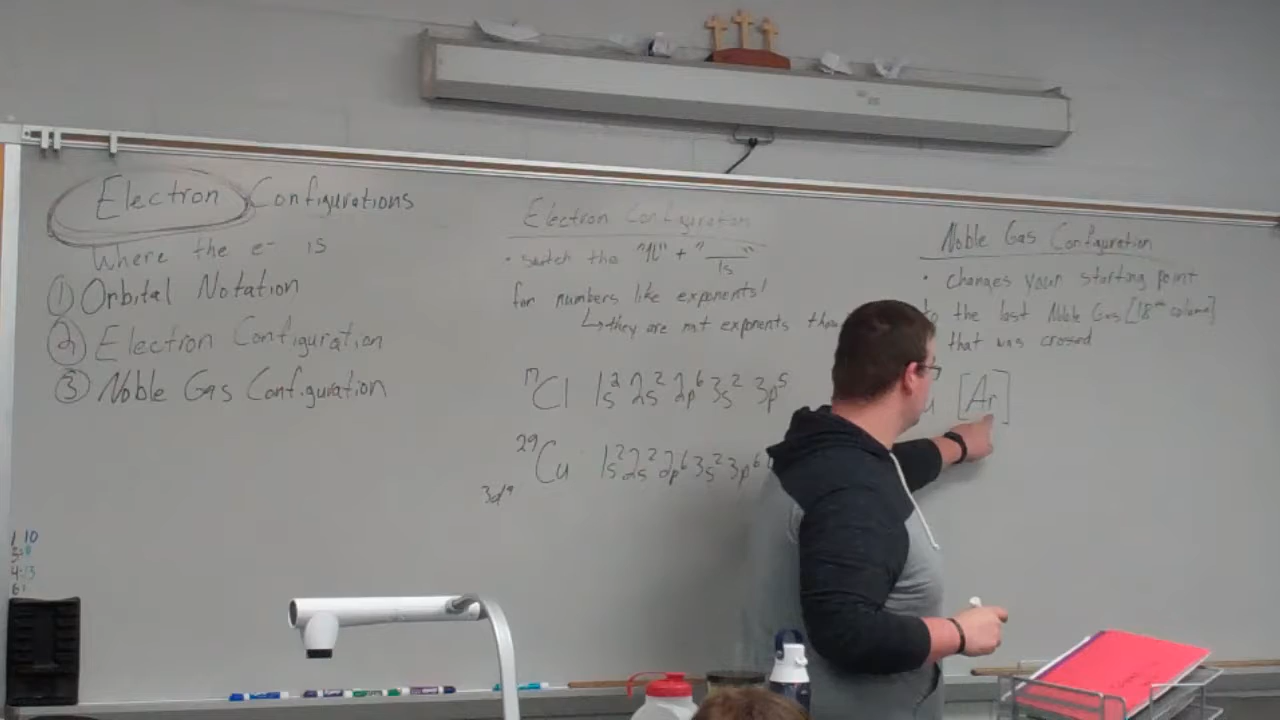 Electron Configurations
Where the e⁻ is
① Orbital Notation
② Electron Configuration
③ Noble Gas Configuration
Electron Configuration
• switch the "1l" + "__ 1s"
for numbers like exponents!
↳they are not exponents
¹⁷Cl 1s² 2s² 2p⁶ 3s² 3p⁵
²⁹Cu 1s² 2s² 2p⁶ 3s² 3p⁶
3d⁹
Noble Gas Configuration
• changes your starting point
to the last Noble Gas [18ᵗʰ column]
that was crossed
[Ar]
1 10